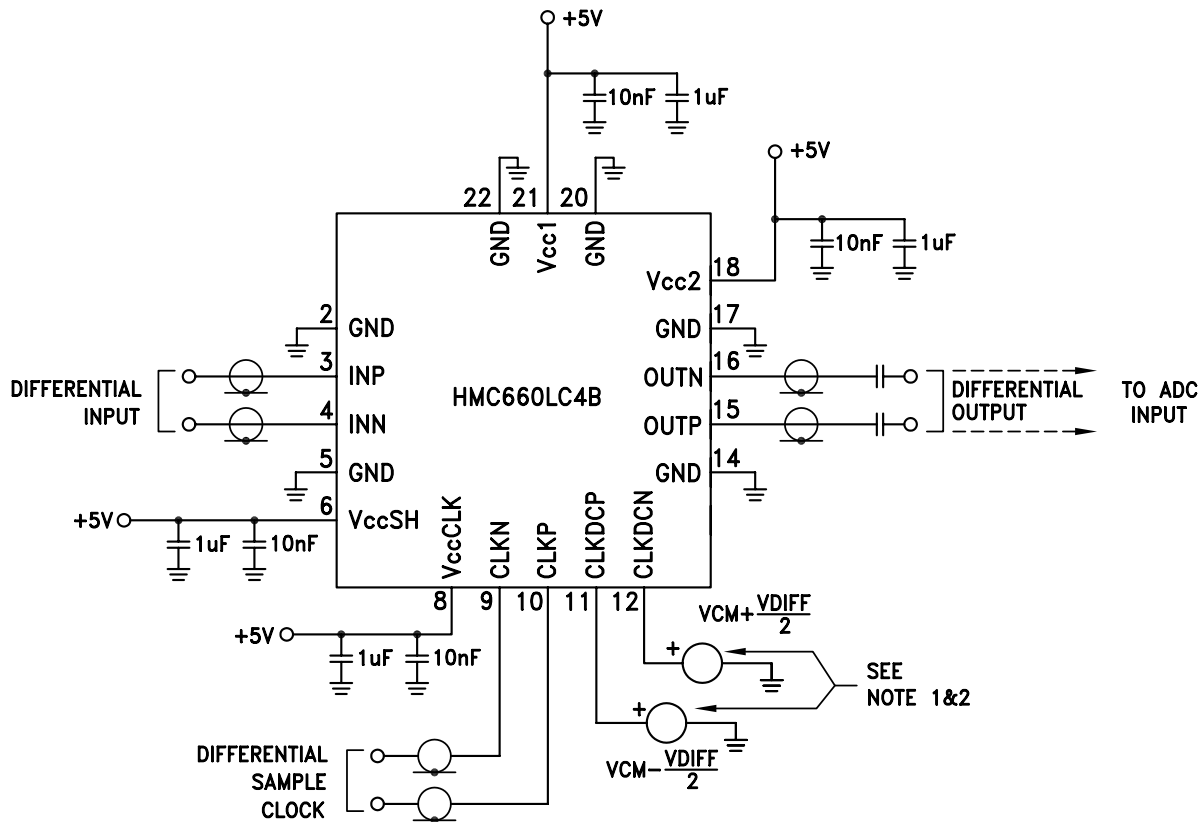 +5V
10nF
1uF
+5V
22
21
20
GND
Vcc1
GND
10nF
1uF
Vcc2
18
2
GND
GND
17
DIFFERENTIAL
INPUT
3
INP
HMC660LC4B
OUTN
16
DIFFERENTIAL
OUTPUT
TO ADC
INPUT
4
INN
OUTP
15
5
GND
GND
14
+5V
6
VccSH
1uF
10nF
VccCLK
CLKN
CLKP
CLKDCP
CLKDCN
8
9
10
11
12
+5V
1uF
10nF
VCM+VDIFF
2
SEE
NOTE 1&2
+
+
VCM-VDIFF
2
DIFFERENTIAL
SAMPLE
CLOCK